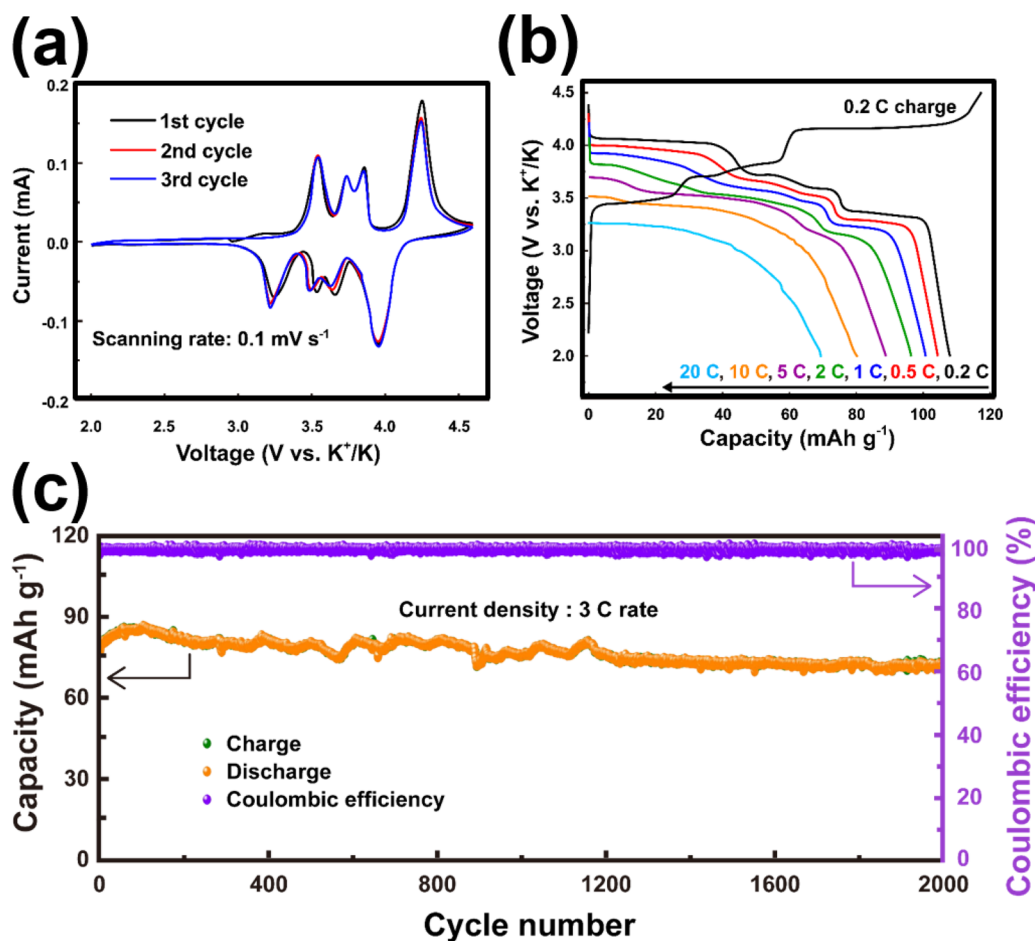 (a)
0.2
0.1
0.0
-0.1
-0.2
Current (mA)
1st cycle
2nd cycle
3rd cycle
Scanning rate: 0.1 mV s⁻¹
2.0 3.0 3.5 4.0 4.5
Voltage (V vs. K⁺/K)
(b)
4.5
4.0
3.5
3.0
2.5
2.0
Voltage (V vs. K⁺/K)
0.2 C charge
20 C, 10 C, 5 C, 2 C, 1 C, 0.5 C, 0.2 C
0 20 40 60 80 100 120
Capacity (mAh g⁻¹)
(c)
120
90
60
30
0
Capacity (mAh g⁻¹)
Current density : 3 C rate
Charge
Discharge
Coulombic efficiency
100
80
60
40
20
0
Coulombic efficiency (%)
0 400 800 1200 1600 2000
Cycle number